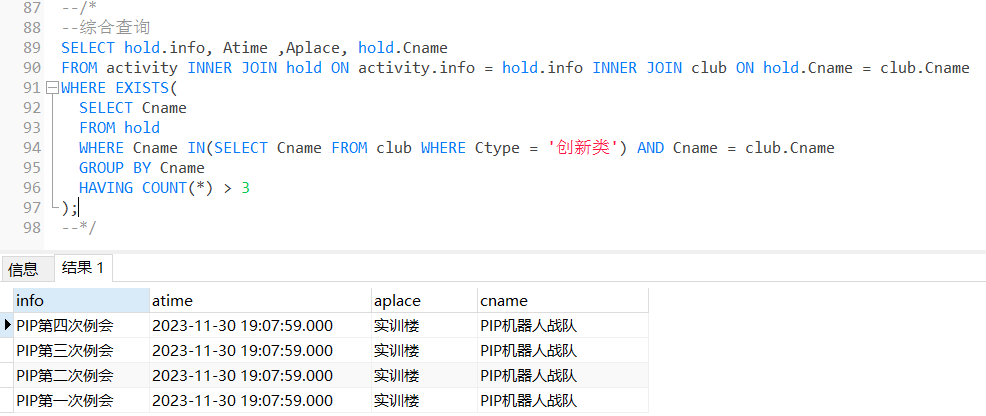 87 --/*
88 --综合查询
89 SELECT hold.info, Atime ,Aplace, hold.Cname
90 FROM activity INNER JOIN hold ON activity.info = hold.info INNER JOIN club ON hold.Cname = club.Cname
91 WHERE EXISTS(
92 SELECT Cname
93 FROM hold
94 WHERE Cname IN(SELECT Cname FROM club WHERE Ctype = '创新类') AND Cname = club.Cname
95 GROUP BY Cname
96 HAVING COUNT(*) > 3
97 );
98 --*/
信息 结果 1
info atime aplace cname
PIP第四次例会 2023-11-30 19:07:59.000 实训楼 PIP机器人战队
PIP第三次例会 2023-11-30 19:07:59.000 实训楼 PIP机器人战队
PIP第二次例会 2023-11-30 19:07:59.000 实训楼 PIP机器人战队
PIP第一次例会 2023-11-30 19:07:59.000 实训楼 PIP机器人战队